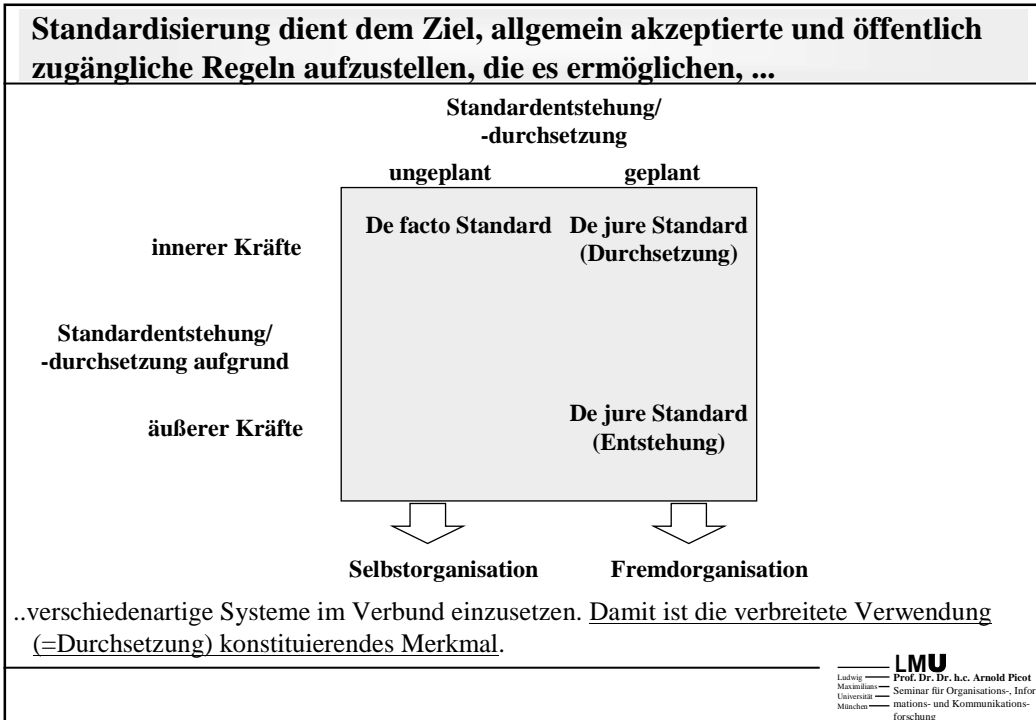 Standardisierung dient dem Ziel, allgemein akzeptierte und öffentlich
zugängliche Regeln aufzustellen, die es ermöglichen, ...
Standardentstehung/
-durchsetzung
ungeplant geplant
De facto Standard De jure Standard
(Durchsetzung)
innerer Kräfte
Standardentstehung/
-durchsetzung aufgrund
De jure Standard
(Entstehung)
äußerer Kräfte
Selbstorganisation Fremdorganisation
..verschiedenartige Systeme im Verbund einzusetzen. Damit ist die verbreitete Verwendung
(=Durchsetzung) konstituierendes Merkmal.
LMU
Ludwig
Maximilians
Universität
München
Prof. Dr. Dr. h.c. Arnold Picot
Seminar für Organisations-, Infor
mations- und Kommunikations-
forschung